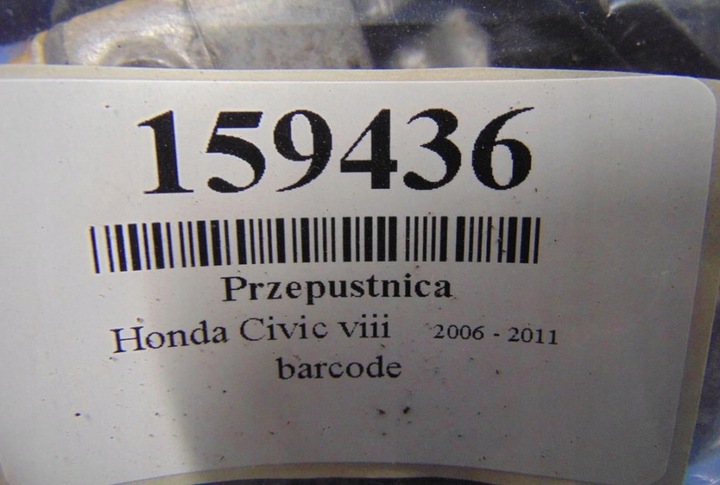 159436
Przepustnica
Honda Civic viii 2006 - 2011
barcode